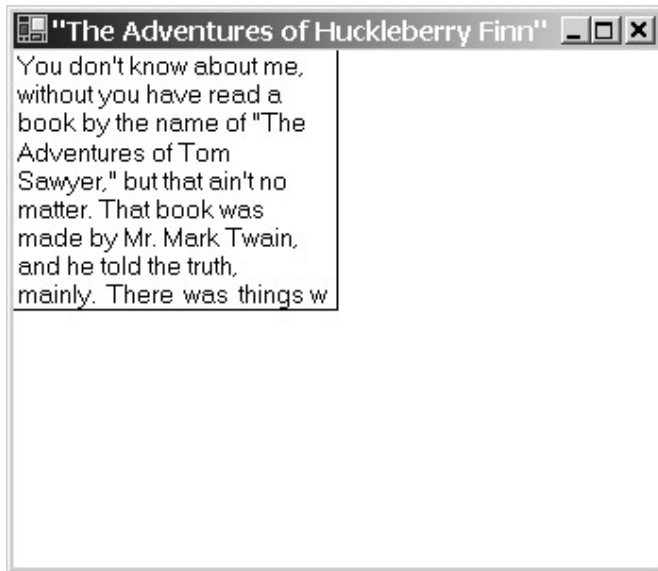 "The Adventures of Huckleberry Finn"
You don't know about me,
without you have read a
book by the name of "The
Adventures of Tom
Sawyer," but that ain't no
matter. That book was
made by Mr. Mark Twain,
and he told the truth,
mainly. There was things w